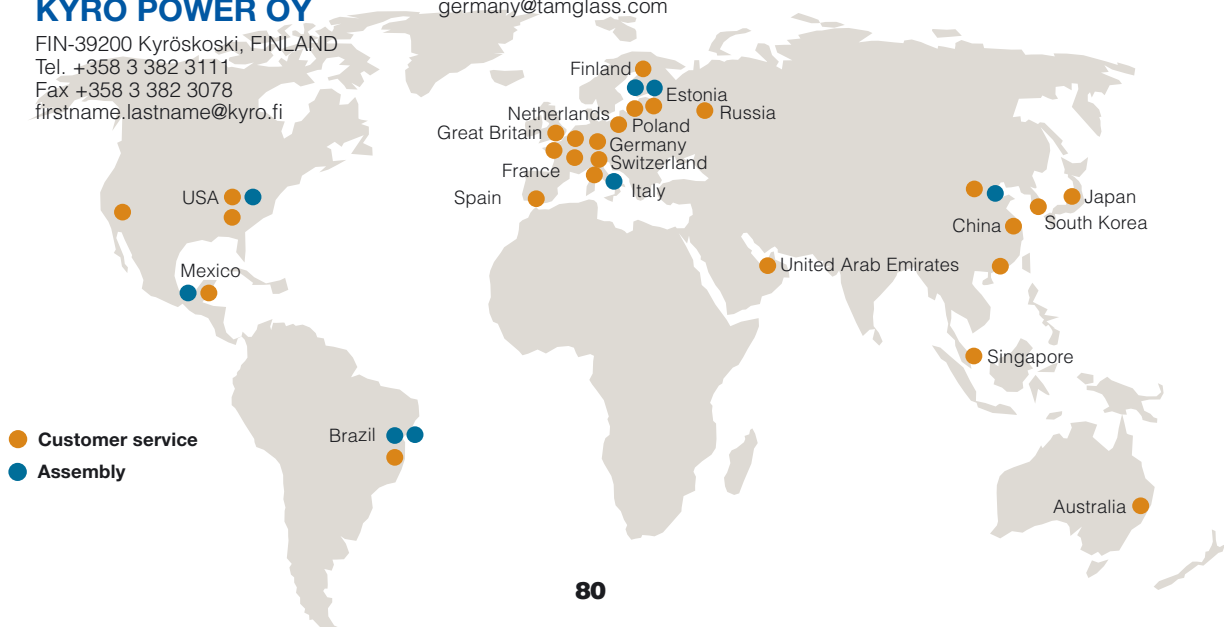 KYRO POWER OY
FIN-39200 Kyröskoski, FINLAND
Tel. +358 3 382 3111
Fax +358 3 382 3078
firstname.lastname@kyro.fi
germany@tamglass.com
Finland
Estonia
Netherlands
Russia
Great Britain
Poland
Germany
France
Switzerland
Spain
Italy
USA
Japan
China
South Korea
Mexico
United Arab Emirates
Singapore
Customer service
Brazil
Assembly
Australia
80